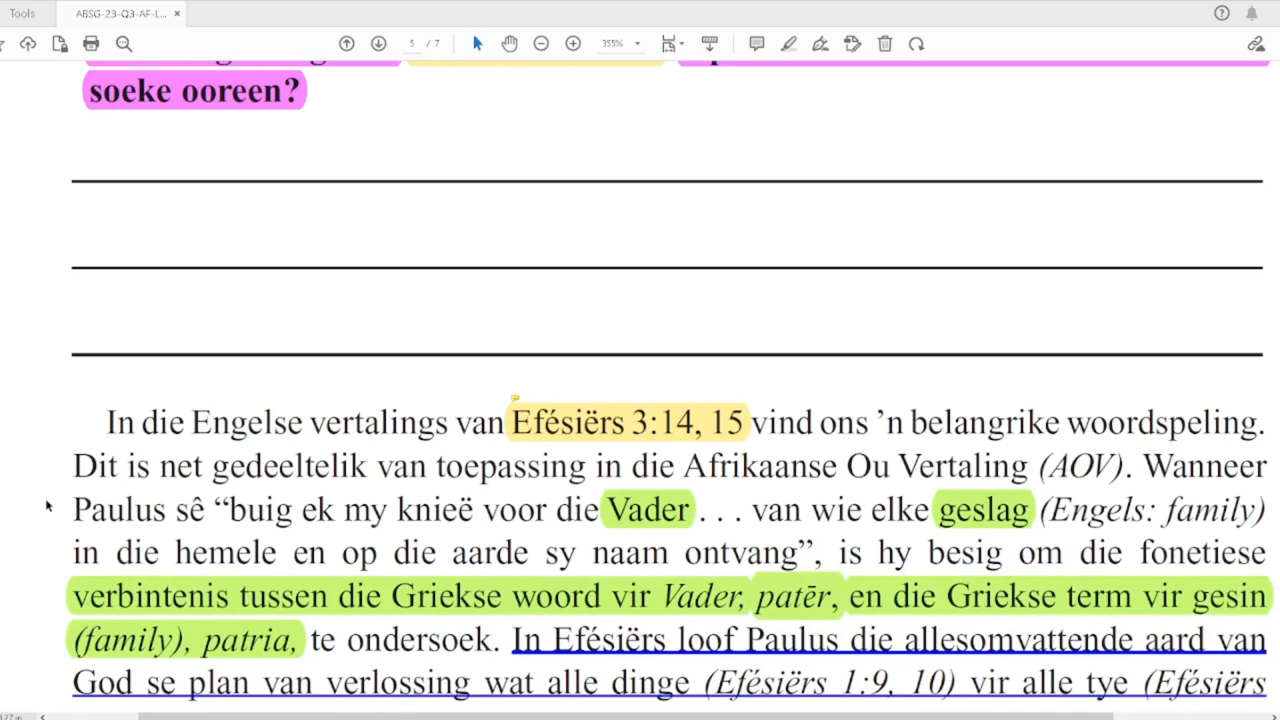 Tools
ABSG-23-Q3-AF-L...
5 / 7
355%
soeke ooreen?
In die Engelse vertalings van Efésiërs 3:14, 15 vind ons ’n belangrike woordspeling.
Dit is net gedeeltelik van toepassing in die Afrikaanse Ou Vertaling (AOV). Wanneer
Paulus sê “buig ek my knieë voor die Vader . . . van wie elke geslag (Engels: family)
in die hemele en op die aarde sy naam ontvang”, is hy besig om die fonetiese
verbintenis tussen die Griekse woord vir Vader, patēr, en die Griekse term vir gesin
(family), patria, te ondersoek. In Efésiërs loof Paulus die allesomvattende aard van
God se plan van verlossing wat alle dinge (Efésiërs 1:9, 10) vir alle tye (Efésiërs